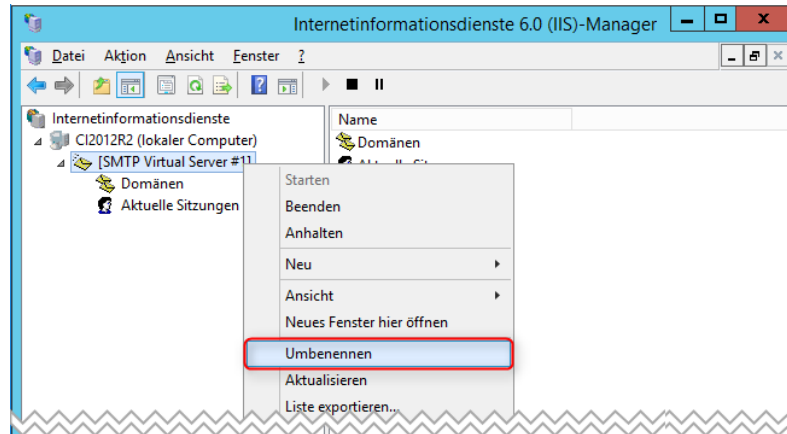 Internetinformationsdienste 6.0 (IIS)-Manager
Datei Aktion Ansicht Fenster ?
Internetinformationsdienste
CI2012R2 (lokaler Computer)
[SMTP Virtual Server #1]
Domänen
Aktuelle Sitzungen
Name
Domänen
Starten
Beenden
Anhalten
Neu
Ansicht
Neues Fenster hier öffnen
Umbenennen
Aktualisieren
Liste exportieren...